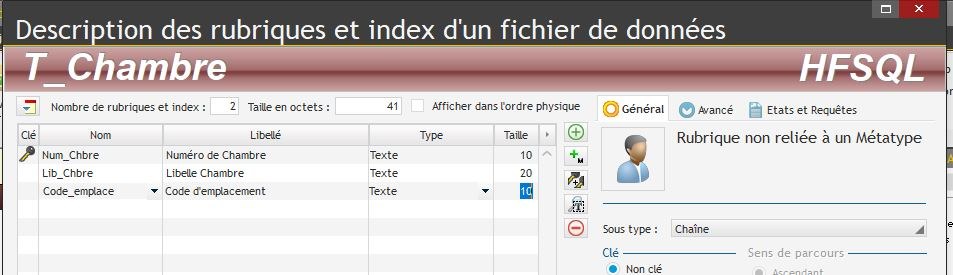 Description des rubriques et index d'un fichier de données
T_Chambre HFSQL
Nombre de rubriques et index : 2 Taille en octets : 41 Afficher dans l'ordre physique
Clé Nom Libellé Type Taille
Num_Chbre Numéro de Chambre Texte 10
Lib_Chbre Libelle Chambre Texte 20
Code_emplace Code d'emplacement Texte 10
Général Avancé Etats et Requêtes
Rubrique non reliée à un Métatype
Sous type : Chaîne
Clé Sens de parcours
Non clé Ascendant